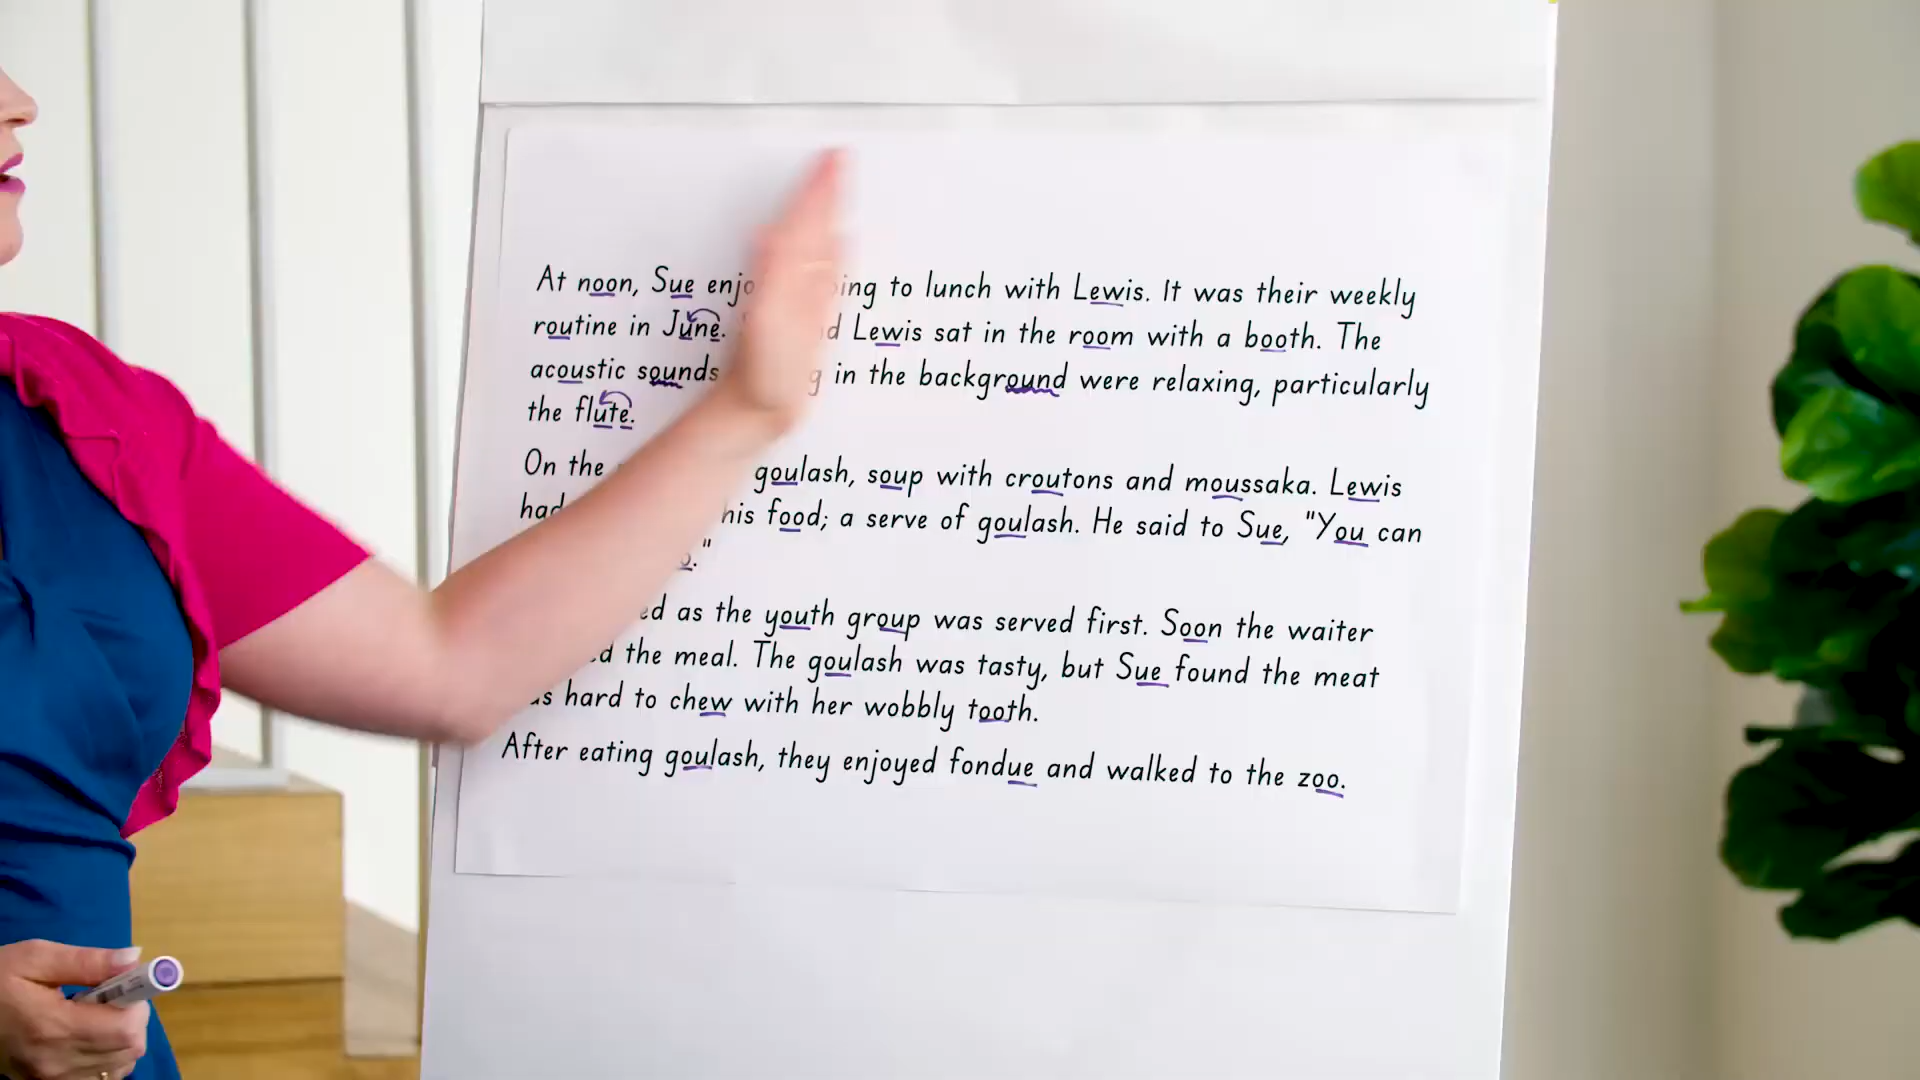 At noon, Sue to lunch with Lewis. It was their weekly
routine in June. Lewis sat in the room with a booth. The
acoustic sounds in the background were relaxing, particularly
the flute.
On the goulash, soup with croutons and moussaka. Lewis
had his food; a serve of goulash. He said to Sue, "You can
"
as the youth group was served first. Soon the waiter
the meal. The goulash was tasty, but Sue found the meat
hard to chew with her wobbly tooth.
After eating goulash, they enjoyed fondue and walked to the zoo.